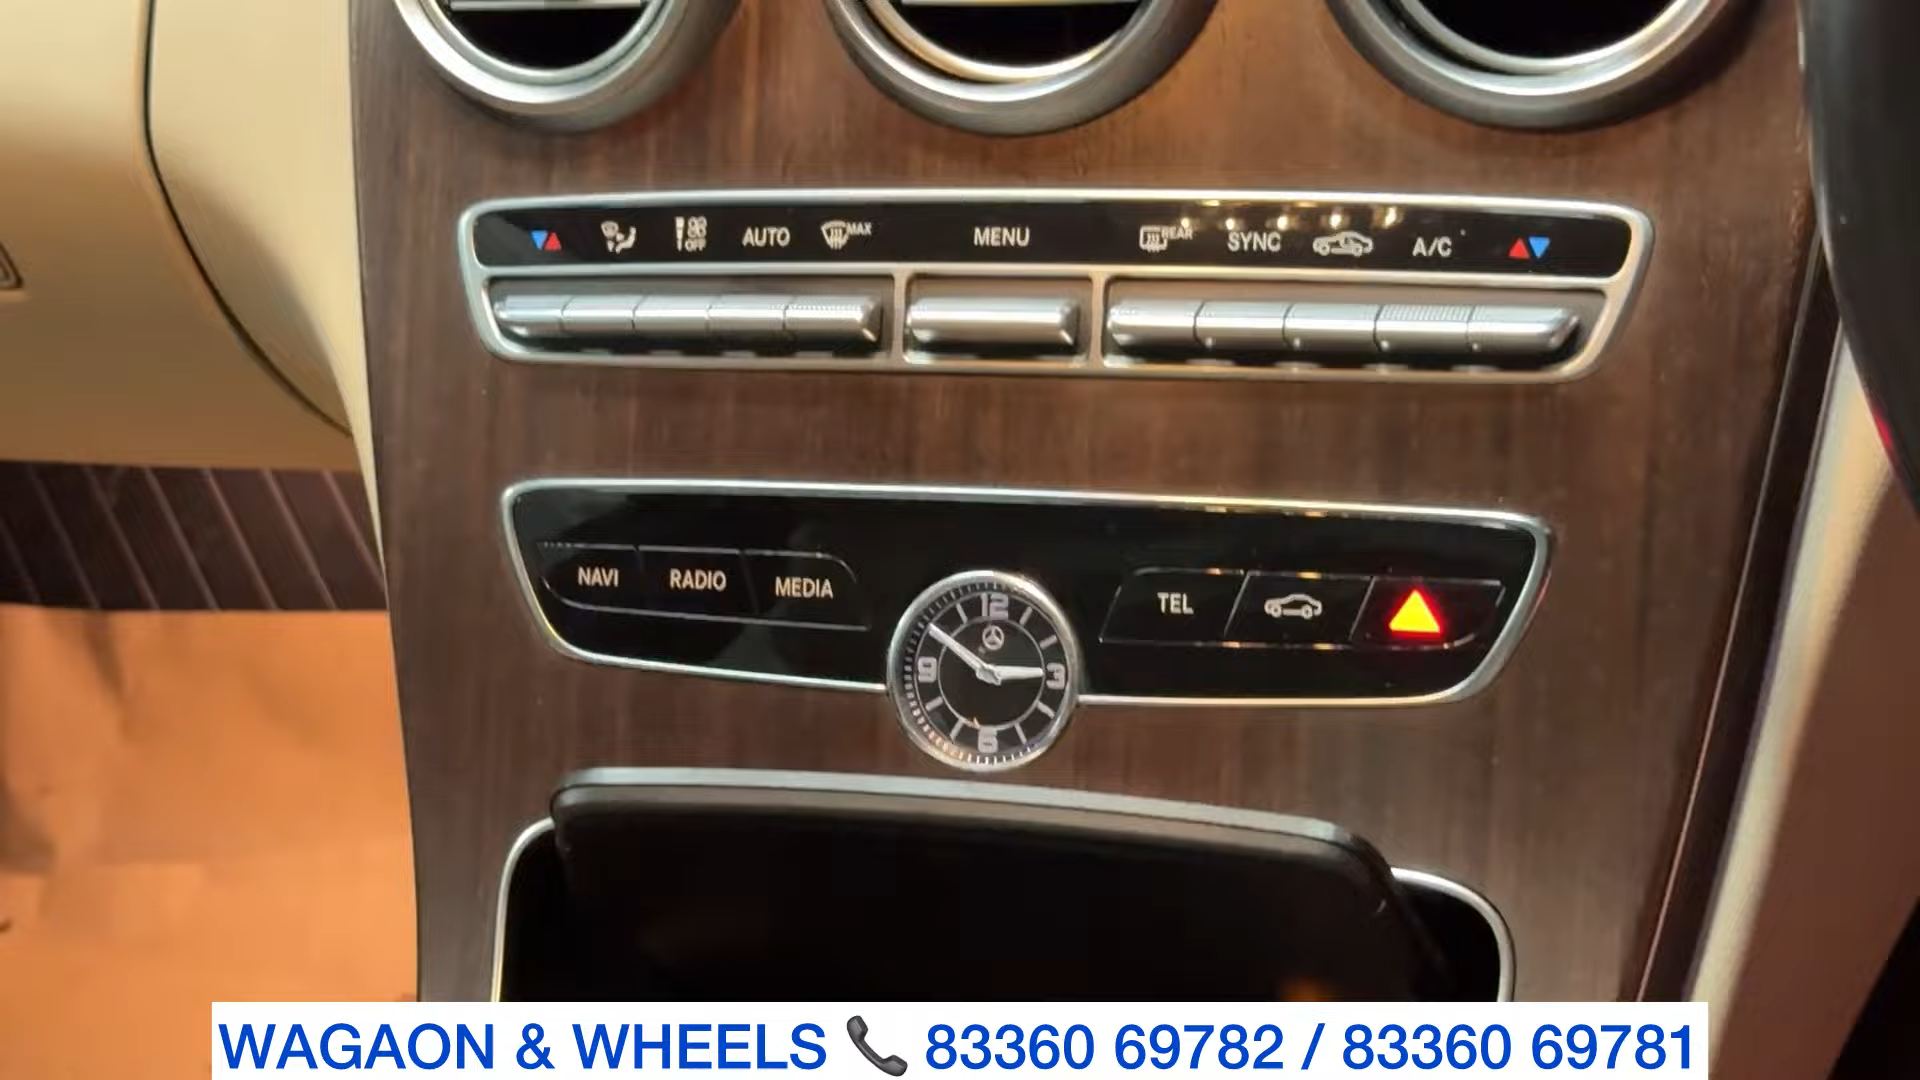 OFF AUTO MAX MENU REAR SYNC A/C
NAVI RADIO MEDIA
TEL
12
9 3
6
WAGAON & WHEELS 📞 83360 69782 / 83360 69781